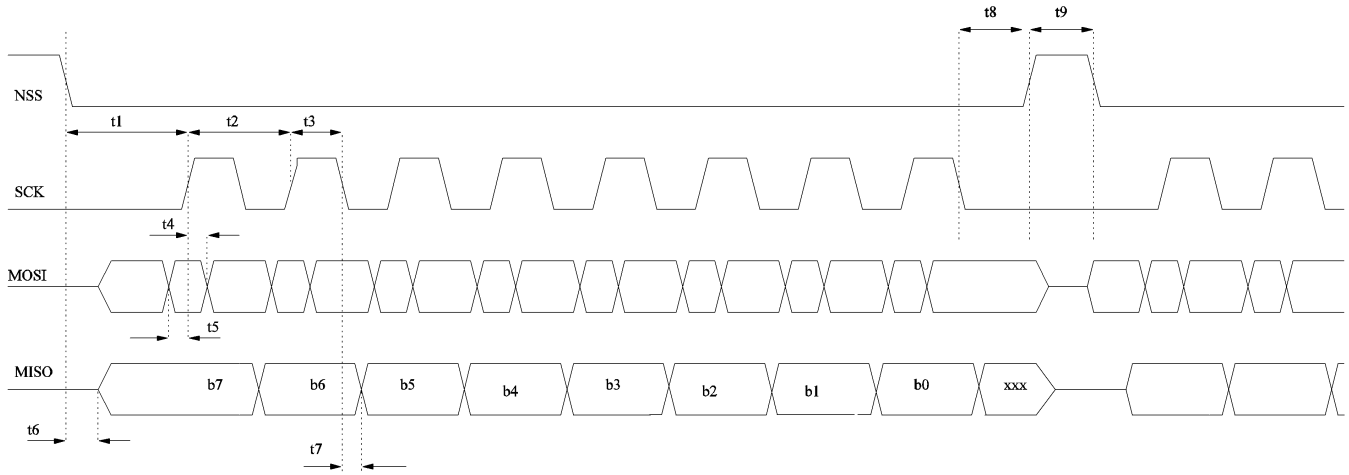 t8 t9
NSS
t1 t2 t3
SCK
t4
MOSI
t5
MISO b7 b6 b5 b4 b3 b2 b1 b0 xxx
t6
t7